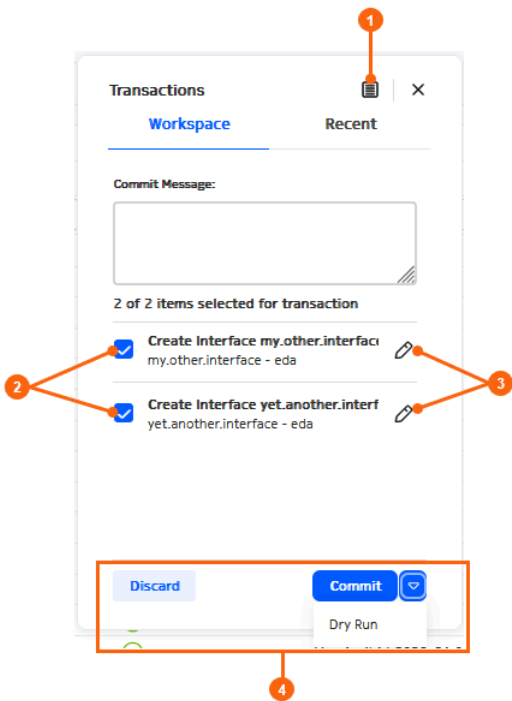 1
Transactions
Workspace Recent
Commit Message:
2 of 2 items selected for transaction
Create Interface my.other.interfac
my.other.interface - eda
2
3
Create Interface yet.another.interf
yet.another.interface - eda
Discard Commit
Dry Run
4